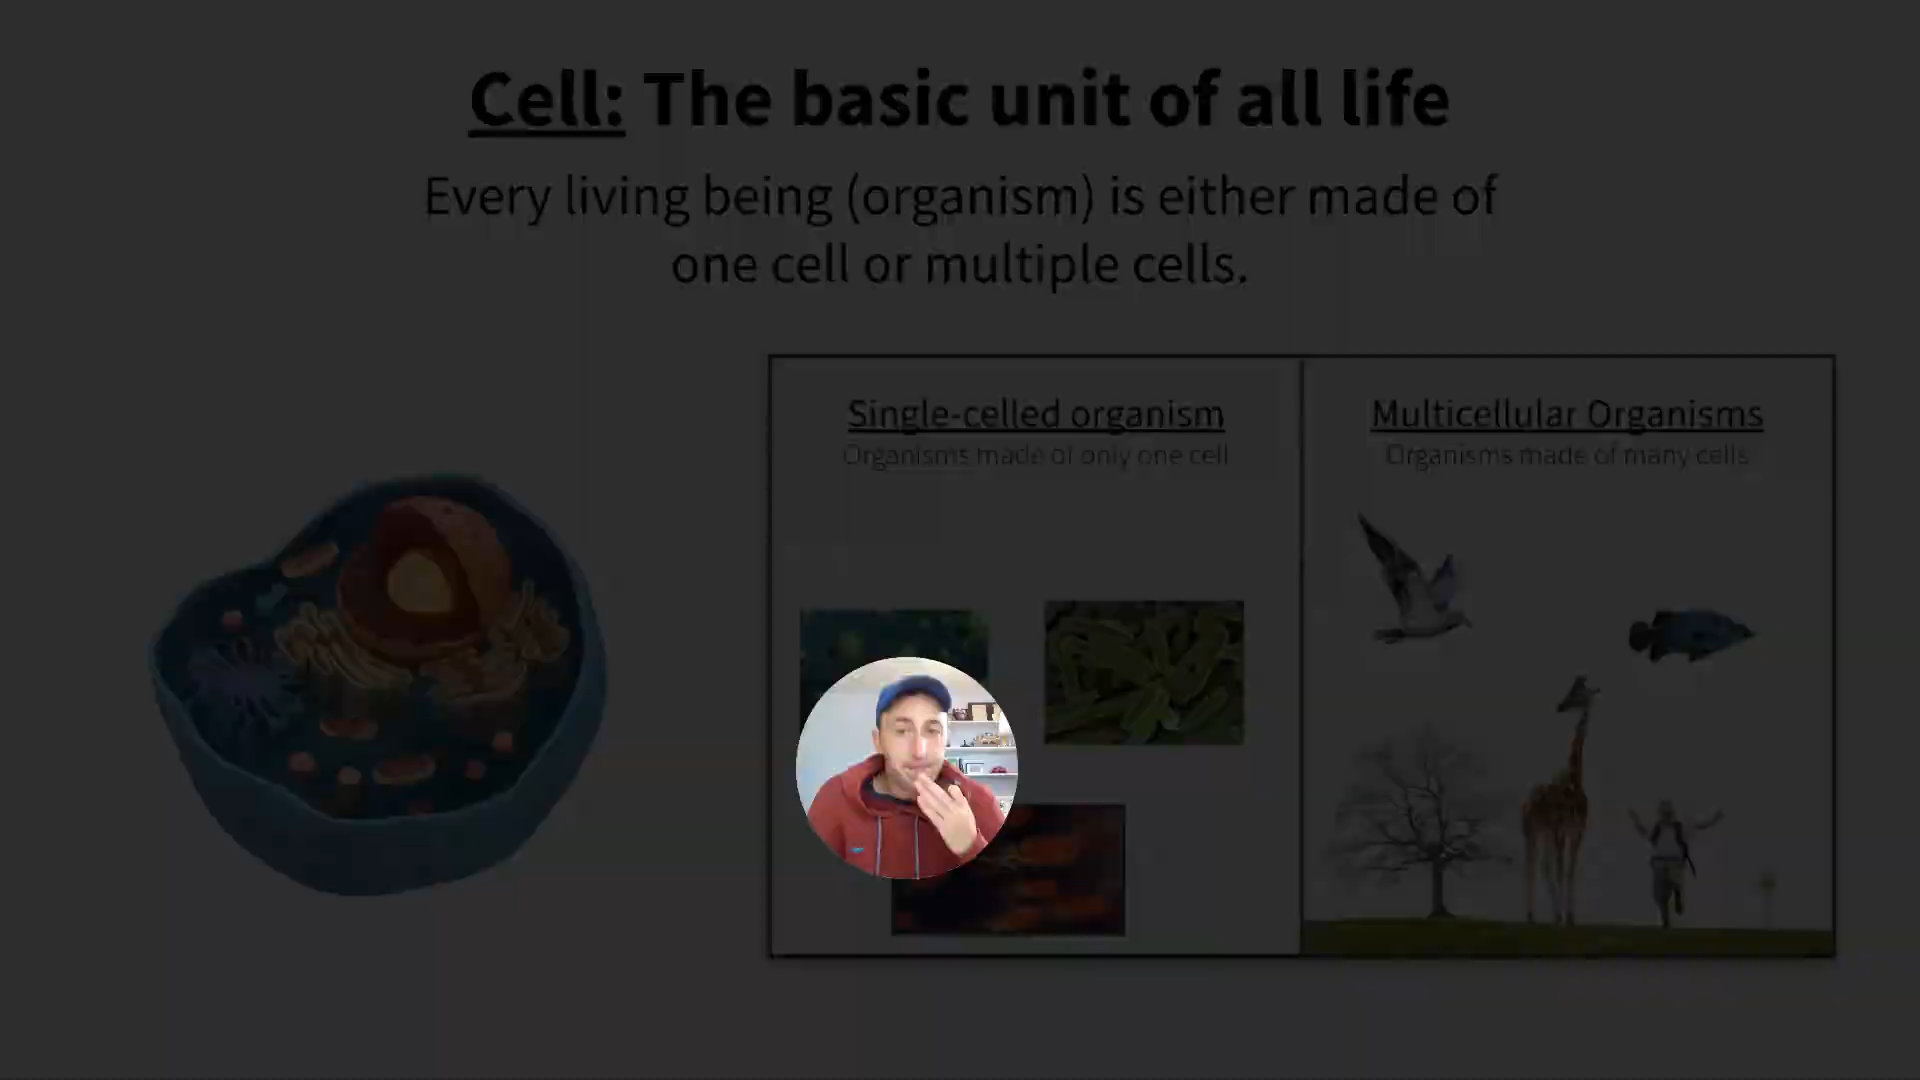 Cell: The basic unit of all life
Every living being (organism) is either made of
one cell or multiple cells.
Single-celled organism
Organisms made of only one cell
Multicellular Organisms
Organisms made of many cells